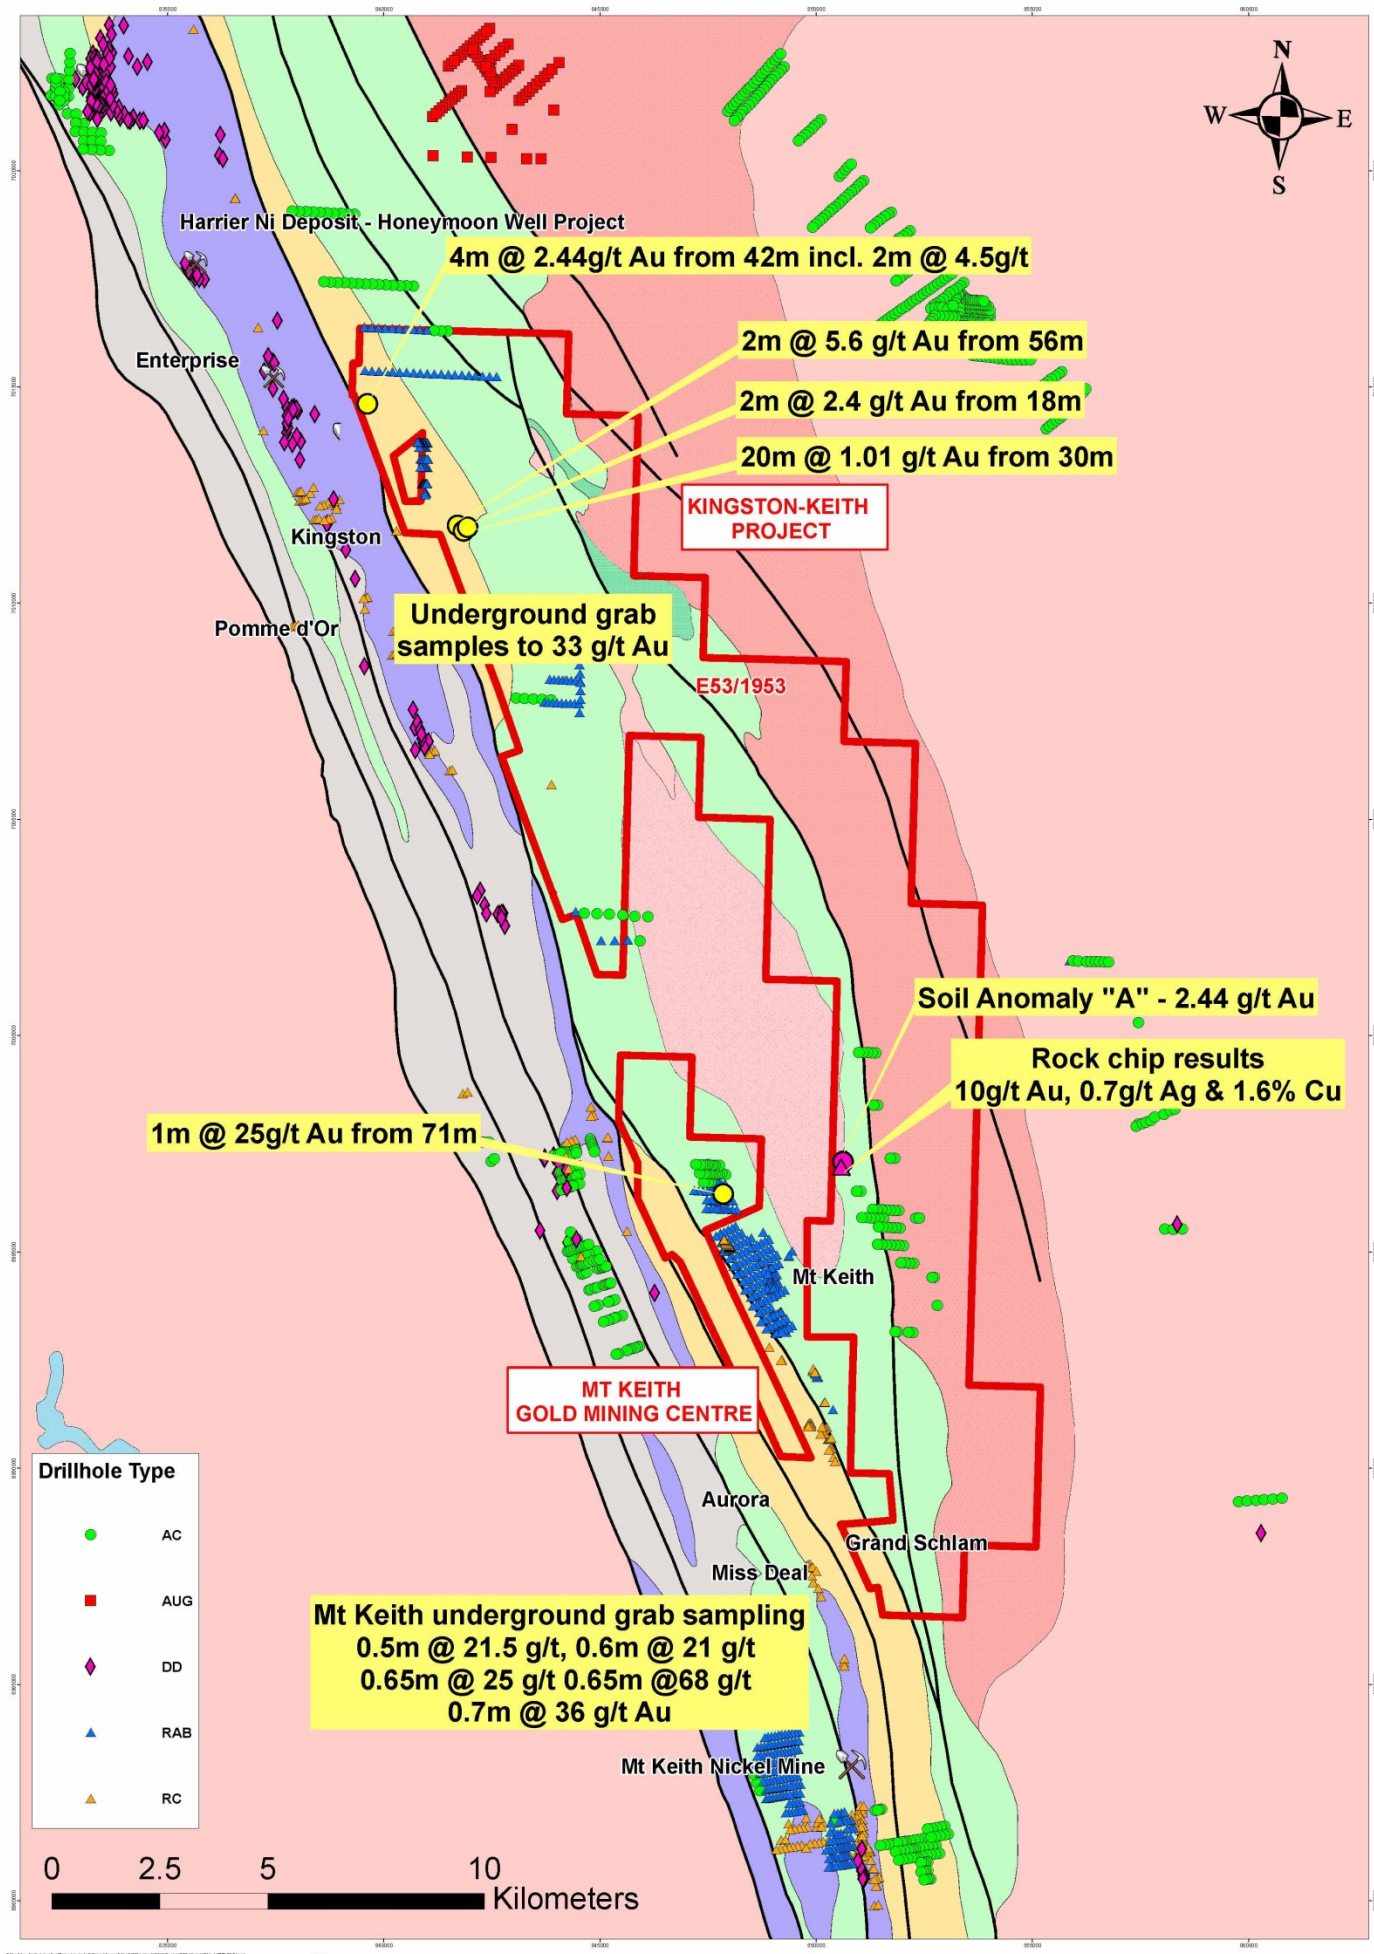 N
W E
S
Harrier Ni Deposit - Honeymoon Well Project
4m @ 2.44g/t Au from 42m incl. 2m @ 4.5g/t
2m @ 5.6 g/t Au from 56m
Enterprise
2m @ 2.4 g/t Au from 18m
20m @ 1.01 g/t Au from 30m
KINGSTON-KEITH
PROJECT
Kingston
Underground grab
samples to 33 g/t Au
Pomme d'Or
E53/1953
Soil Anomaly "A" - 2.44 g/t Au
Rock chip results
10g/t Au, 0.7g/t Ag & 1.6% Cu
1m @ 25g/t Au from 71m
Mt Keith
MT KEITH
GOLD MINING CENTRE
Drillhole Type
AC
AUG
DD
RAB
RC
Aurora
Grand Schlam
Miss Deal
Mt Keith underground grab sampling
0.5m @ 21.5 g/t, 0.6m @ 21 g/t
0.65m @ 25 g/t 0.65m @68 g/t
0.7m @ 36 g/t Au
Mt Keith Nickel Mine
0 2.5 5 10
Kilometers